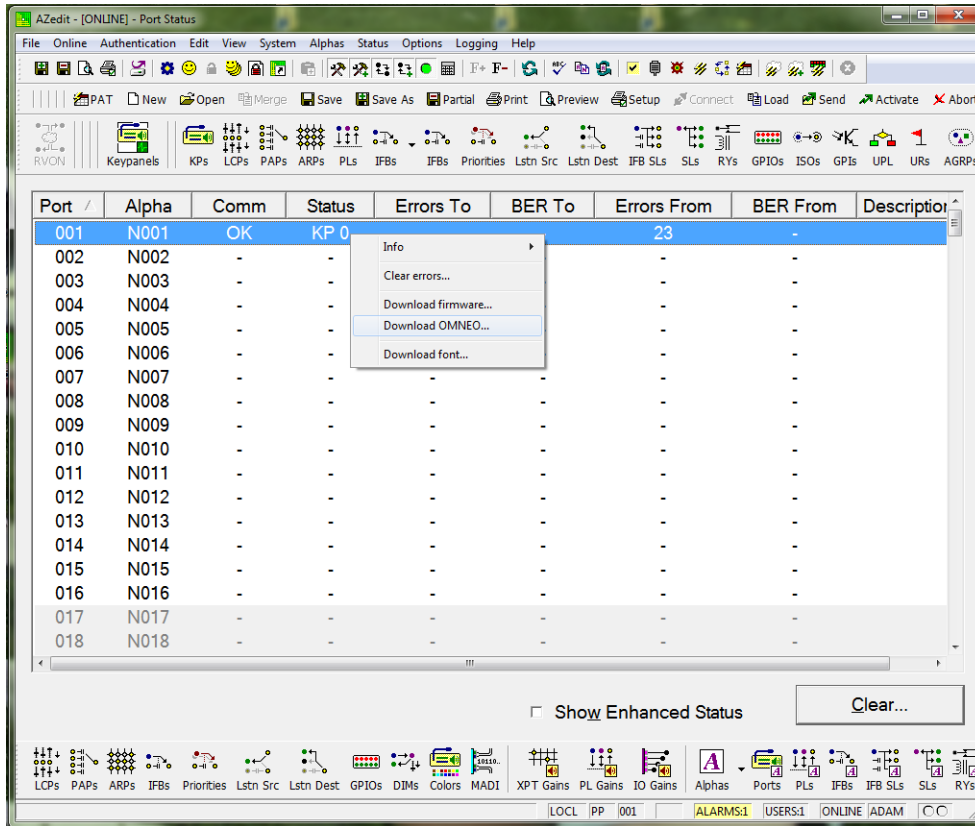 AZedit - [ONLINE] - Port Status
File Online Authentication Edit View System Alphas Status Options Logging Help
F+ F-
PAT New Open Merge Save Save As Partial Print Preview Setup Connect Load Send Activate Abort
RVON Keypanels KPs LCPs PAPs ARPs PLs IFBs IFBs Priorities Lstn Src Lstn Dest IFB SLs SLs RYs GPIOs ISOs GPIs UPL URs AGRPs
Port Alpha Comm Status Errors To BER To Errors From BER From Description
001 N001 OK KP 0 23 -
Info
Clear errors...
Download firmware...
Download OMNEO...
Download font...
002 N002 - - - -
003 N003 - - - -
004 N004 - - - -
005 N005 - - - -
006 N006 - - - -
007 N007 - - - - - -
008 N008 - - - - - -
009 N009 - - - - - -
010 N010 - - - - - -
011 N011 - - - - - -
012 N012 - - - - - -
013 N013 - - - - - -
014 N014 - - - - - -
015 N015 - - - - - -
016 N016 - - - - - -
017 N017 - - - - - -
018 N018 - - - - - -
Show Enhanced Status
Clear...
LCPs PAPs ARPs IFBs Priorities Lstn Src Lstn Dest GPIOs DIMs Colors MADI XPT Gains PL Gains IO Gains Alphas Ports PLs IFBs IFB SLs SLs RYs
LOCL PP 001 ALARMS:1 USERS:1 ONLINE ADAM